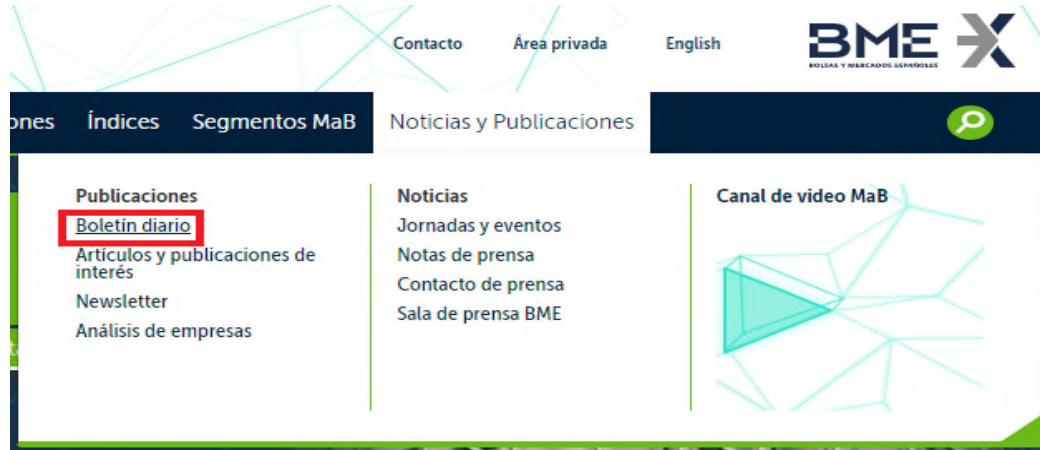 Contacto Área privada English
BME X
BOLSAS Y MERCADOS ESPAÑOLES
ones Índices Segmentos MaB Noticias y Publicaciones
Publicaciones
Boletín diario
Artículos y publicaciones de
interés
Newsletter
Análisis de empresas
Noticias
Jornadas y eventos
Notas de prensa
Contacto de prensa
Sala de prensa BME
Canal de video MaB